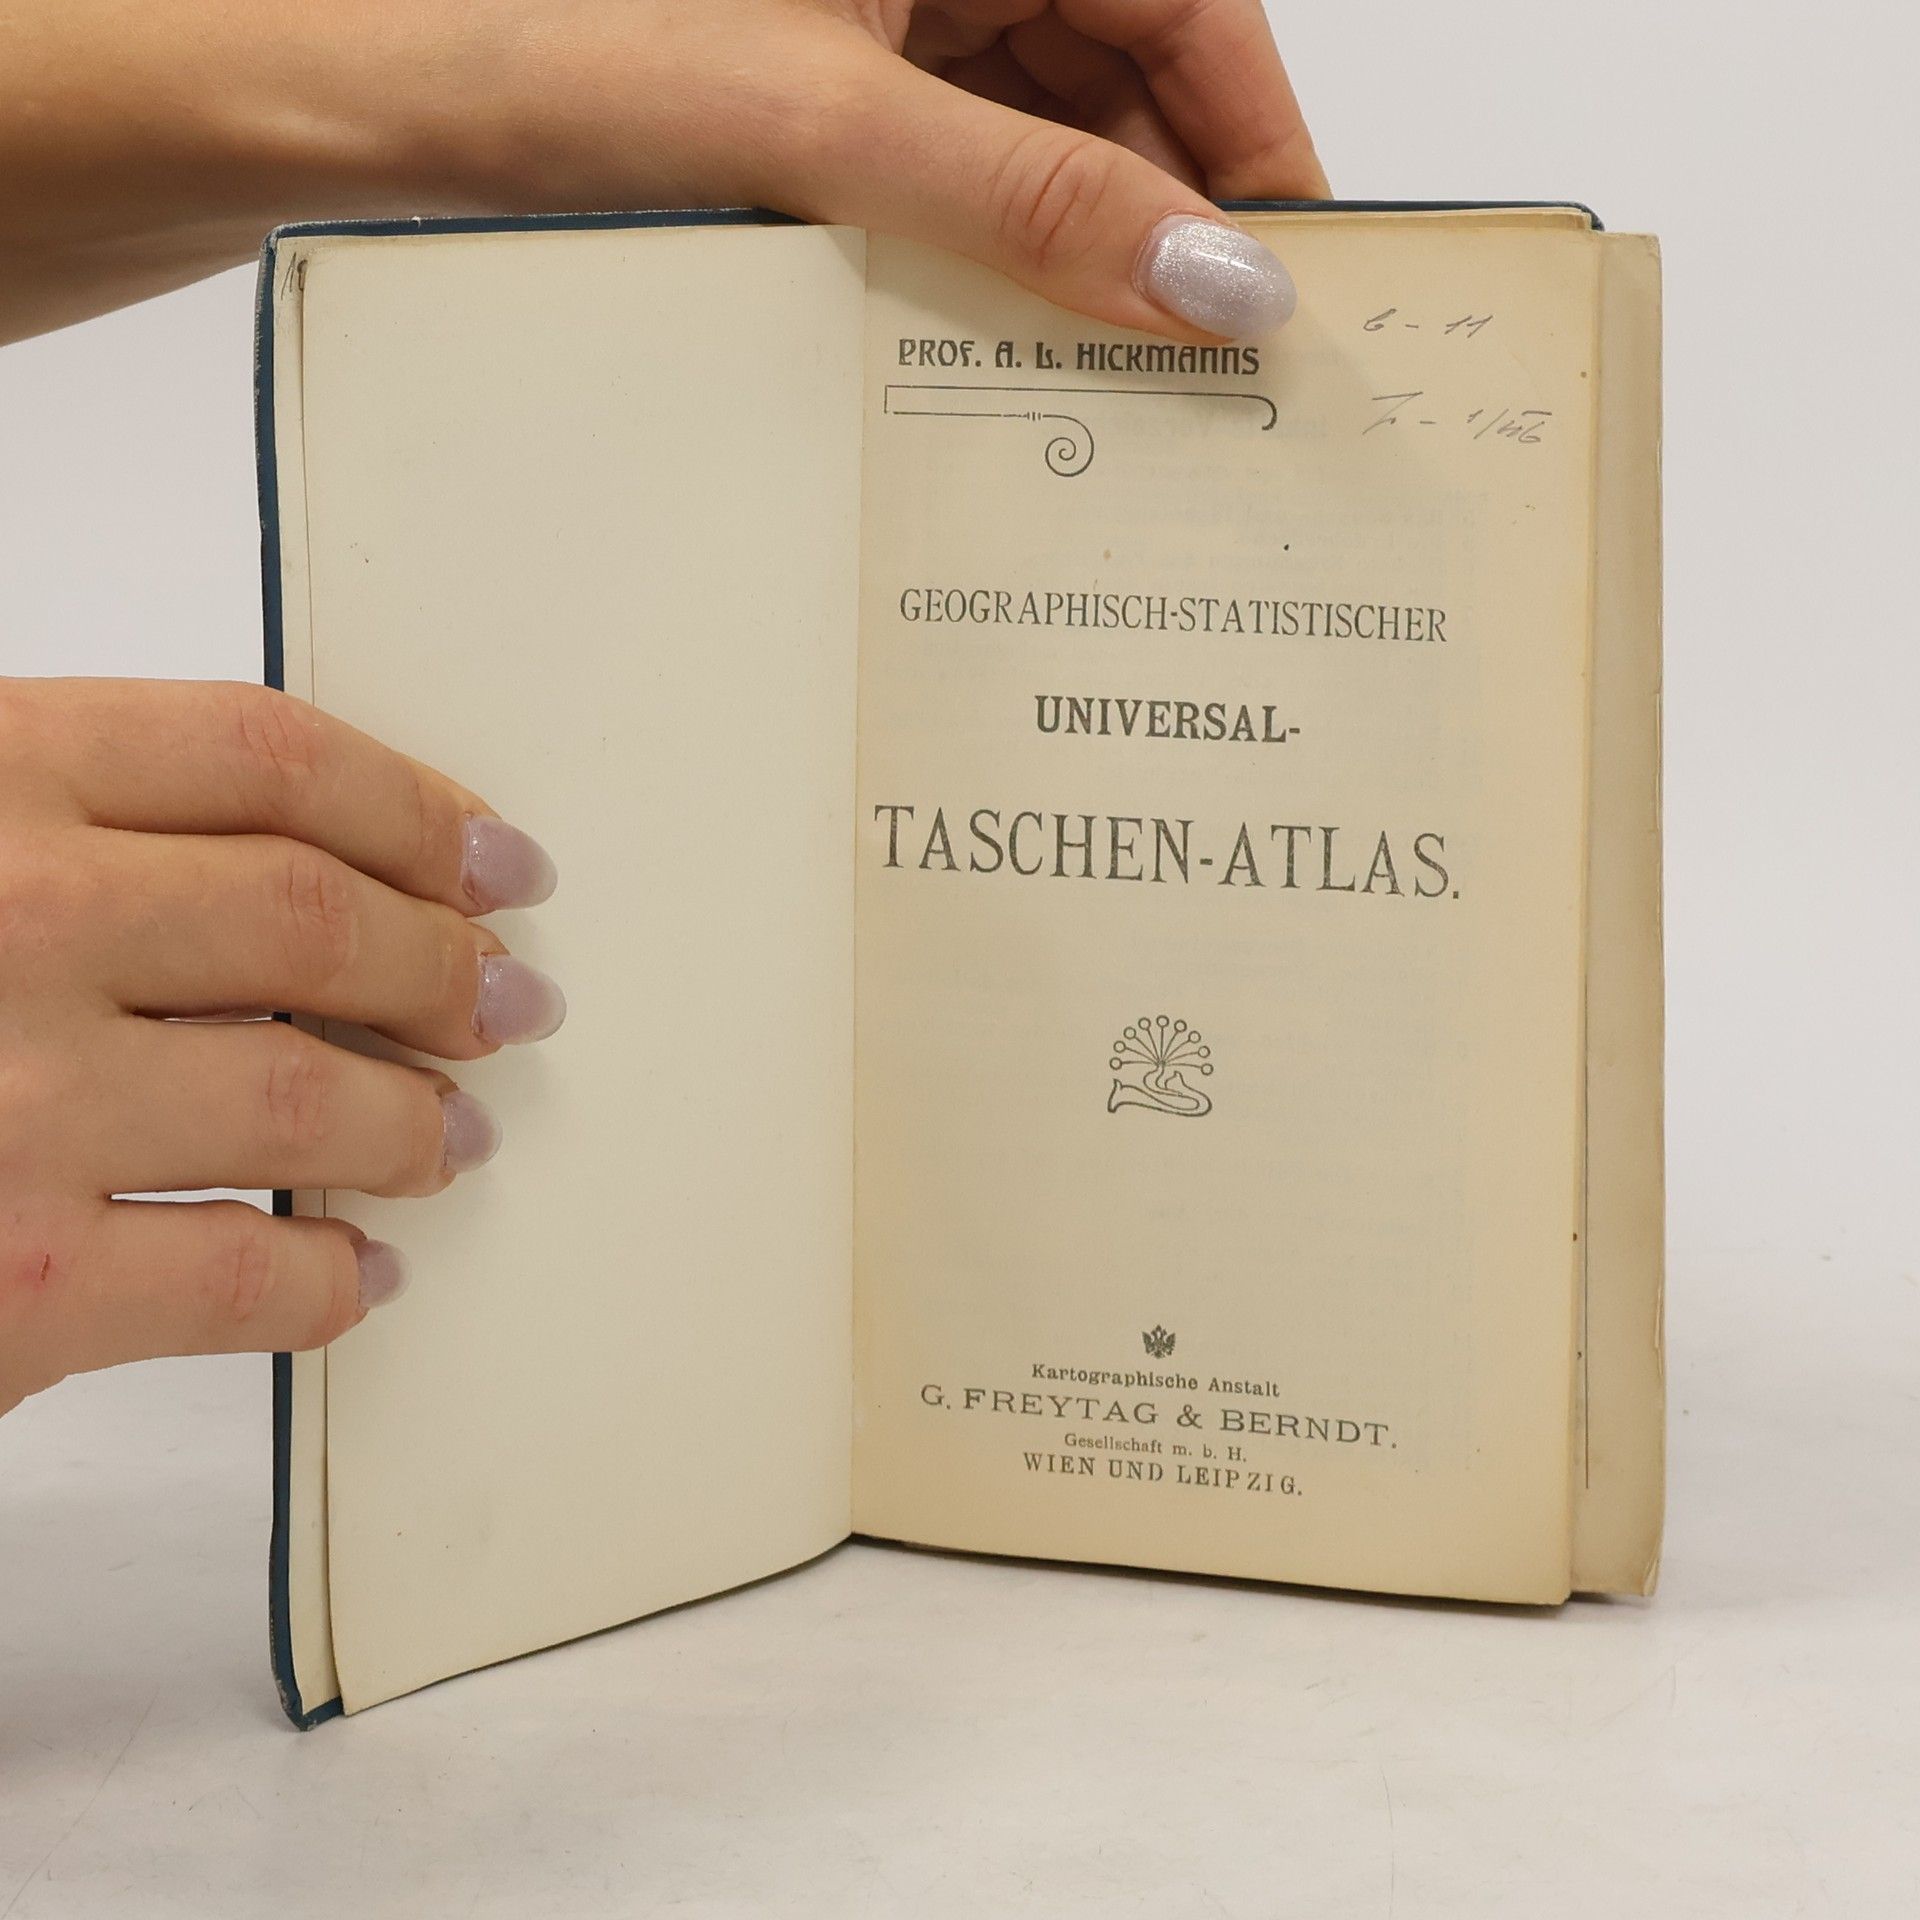 PROF. A. L. HICKMANNS
6 - 11
GEOGRAPHISCH-STATISTISCHER
UNIVERSAL-
TASCHEN-ATLAS.
Kartographische Anstalt
G. FREYTAG & BERNDT.
Gesellschaft m. b. H.
WIEN UND LEIPZIG.